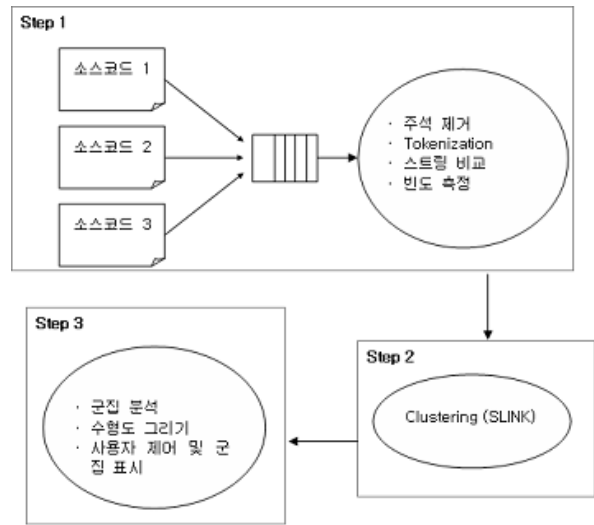 Step 1
소스코드 1
소스코드 2
소스코드 3
· 주석 제거
· Tokenization
· 스트링 비교
· 빈도 측정
Step 2
Clustering (SLINK)
Step 3
· 군집 분석
· 수형도 그리기
· 사용자 제어 및 군
집 표시